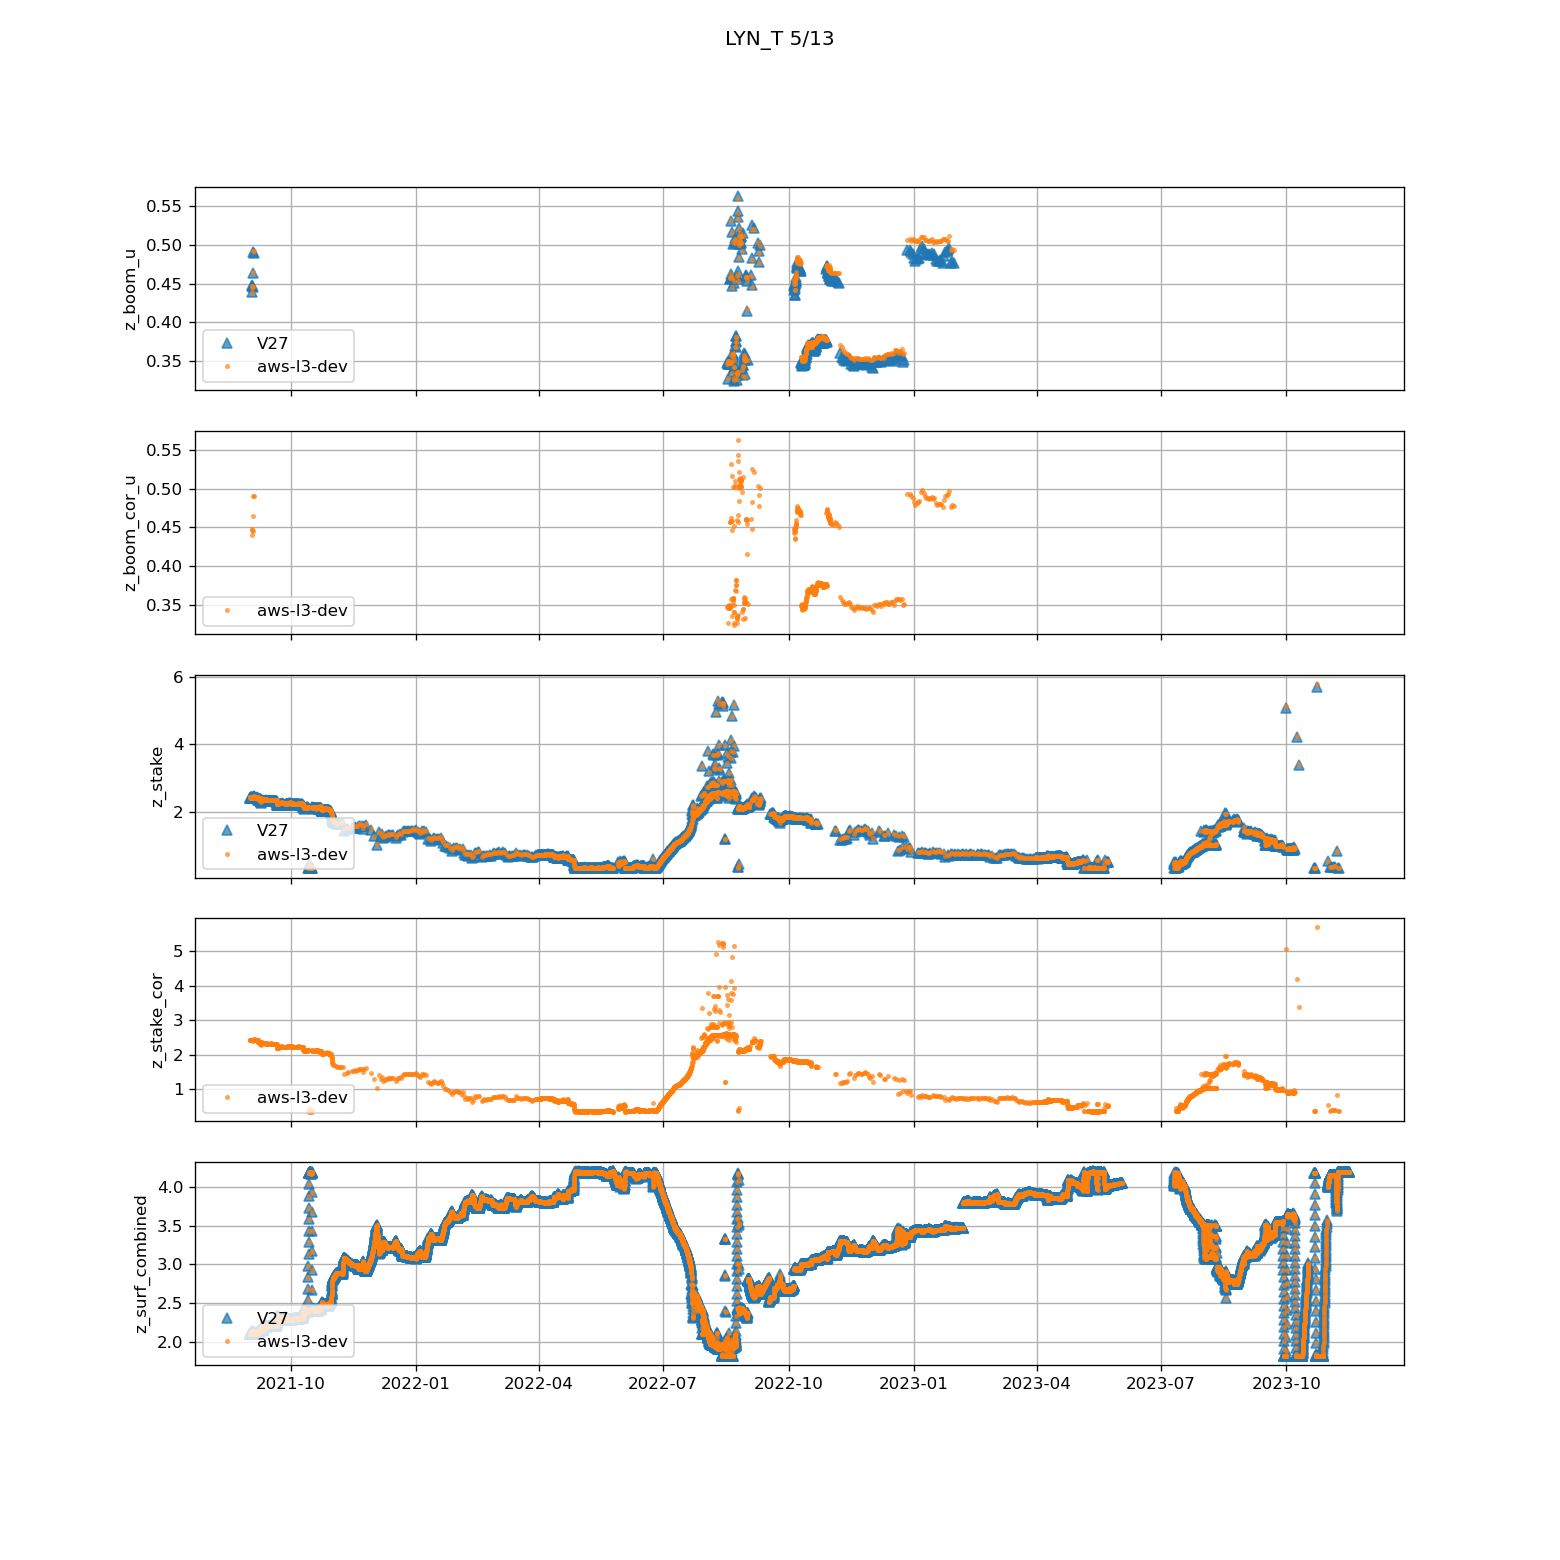 LYN_T 5/13
z_boom_u
0.55
0.50
0.45
0.40
0.35
V27
aws-l3-dev
z_boom_cor_u
0.55
0.50
0.45
0.40
0.35
aws-l3-dev
z_stake
6
4
2
V27
aws-l3-dev
z_stake_cor
5
4
3
2
1
aws-l3-dev
z_surf_combined
4.0
3.5
3.0
2.5
2.0
V27
aws-l3-dev
2021-10 2022-01 2022-04 2022-07 2022-10 2023-01 2023-04 2023-07 2023-10